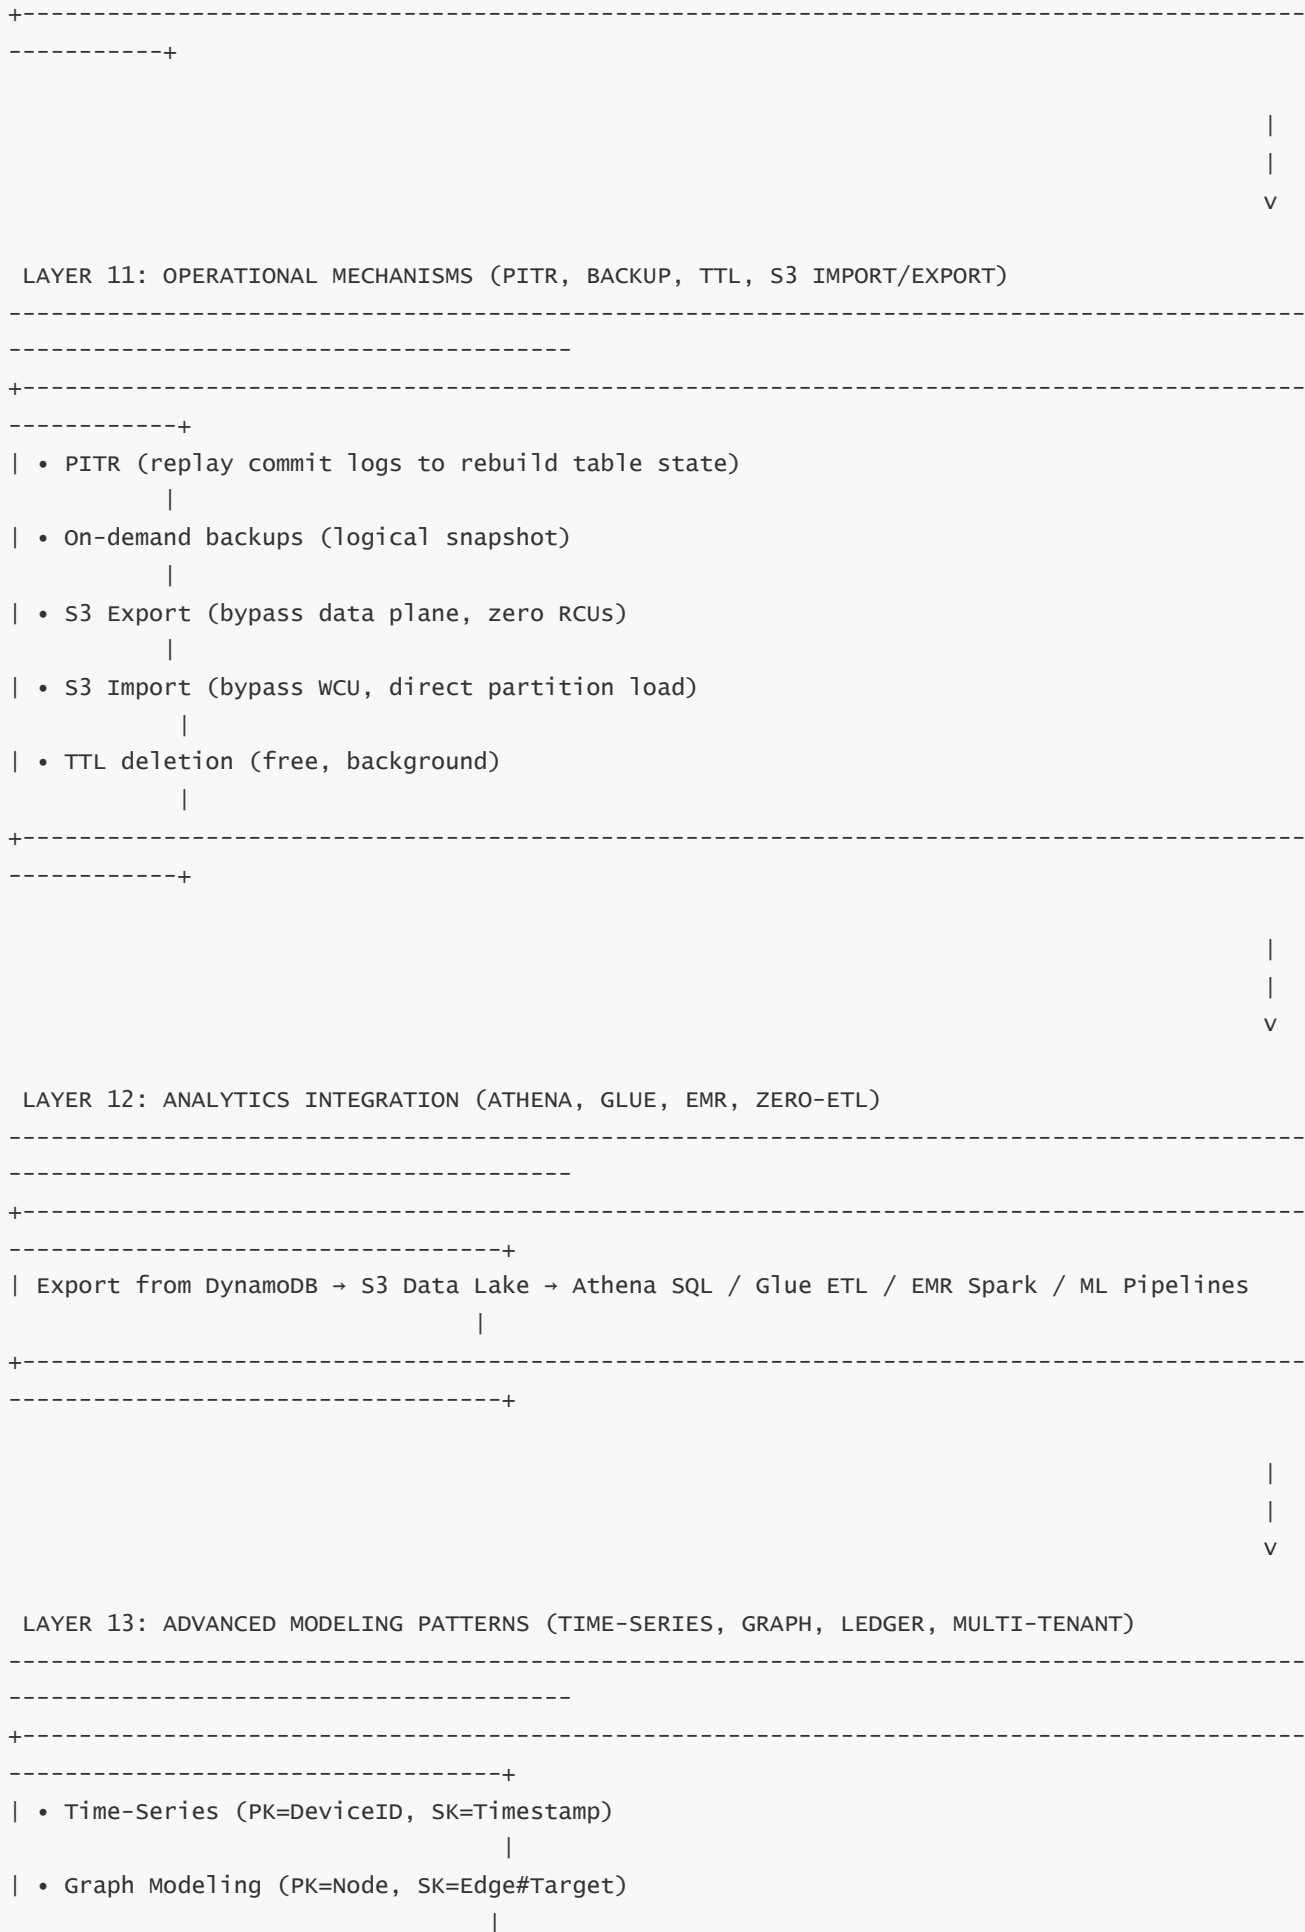 +--------------------------------------------------------------------------------------------
-----------+
|
|
v
LAYER 11: OPERATIONAL MECHANISMS (PITR, BACKUP, TTL, S3 IMPORT/EXPORT)
--------------------------------------------------------------------------------------------
----------------------------------------
+-------------------------------------------------------------------------------------------
------------+
| • PITR (replay commit logs to rebuild table state)
|
| • On-demand backups (logical snapshot)
|
| • S3 Export (bypass data plane, zero RCUs)
|
| • S3 Import (bypass WCU, direct partition load)
|
| • TTL deletion (free, background)
|
+-------------------------------------------------------------------------------------------
------------+
|
|
v
LAYER 12: ANALYTICS INTEGRATION (ATHENA, GLUE, EMR, ZERO-ETL)
--------------------------------------------------------------------------------------------
----------------------------------------
+-------------------------------------------------------------------------------------------
-----------------------------------+
| Export from DynamoDB → S3 Data Lake → Athena SQL / Glue ETL / EMR Spark / ML Pipelines
|
+-------------------------------------------------------------------------------------------
-----------------------------------+
|
|
v
LAYER 13: ADVANCED MODELING PATTERNS (TIME-SERIES, GRAPH, LEDGER, MULTI-TENANT)
--------------------------------------------------------------------------------------------
----------------------------------------
+-------------------------------------------------------------------------------------------
-----------------------------------+
| • Time-Series (PK=DeviceID, SK=Timestamp)
|
| • Graph Modeling (PK=Node, SK=Edge#Target)
|